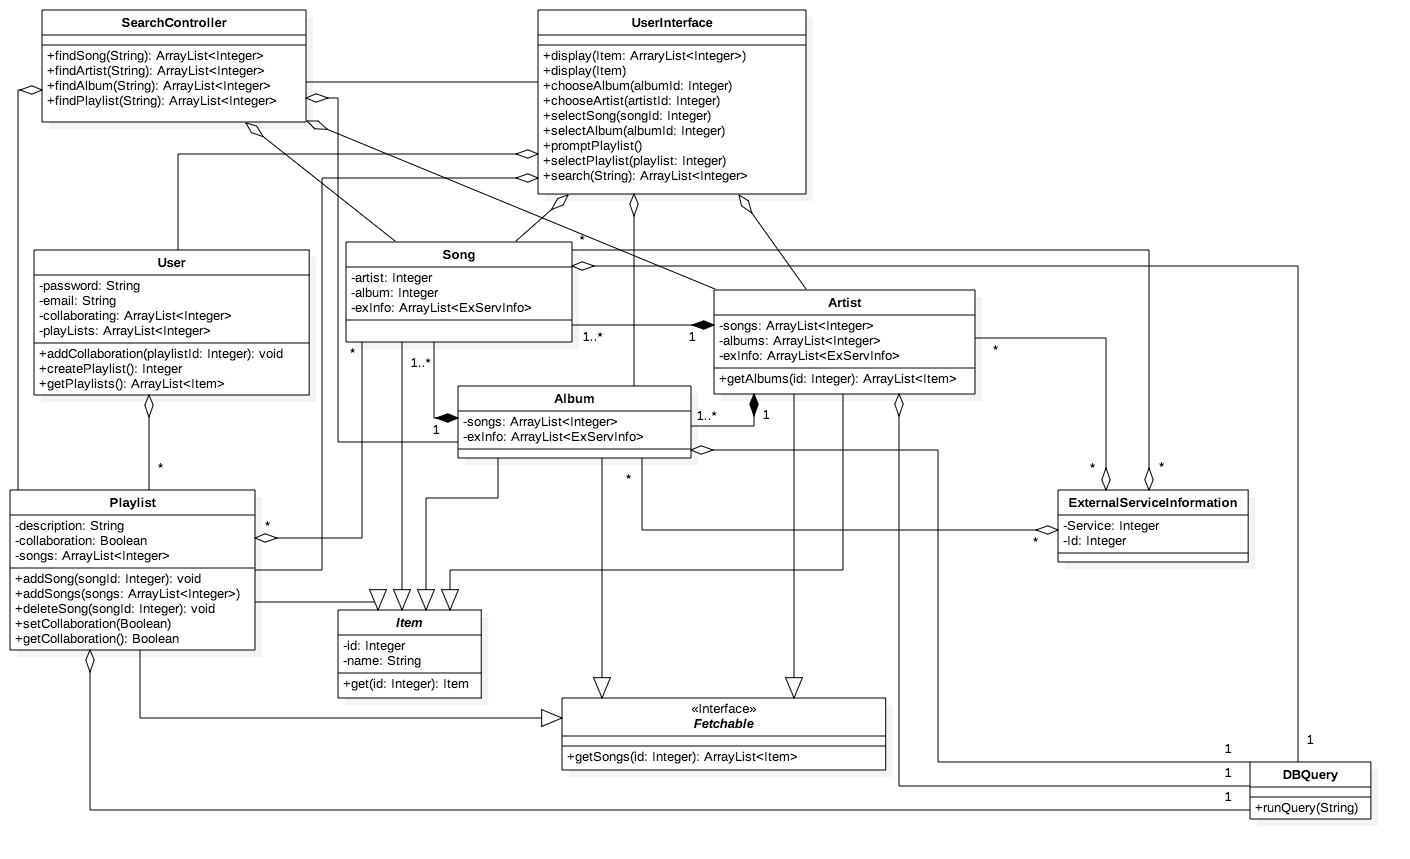 SearchController
+findSong(String): ArrayList<Integer>
+findArtist(String): ArrayList<Integer>
+findAlbum(String): ArrayList<Integer>
+findPlaylist(String): ArrayList<Integer>
UserInterface
+display(Item: ArraryList<Integer>)
+display(Item)
+chooseAlbum(albumId: Integer)
+chooseArtist(artistId: Integer)
+selectSong(songId: Integer)
+selectAlbum(albumId: Integer)
+promptPlaylist()
+selectPlaylist(playlist: Integer)
+search(String): ArrayList<Integer>
User
-password: String
-email: String
-collaborating: ArrayList<Integer>
-playLists: ArrayList<Integer>
+addCollaboration(playlistId: Integer): void
+createPlaylist(): Integer
+getPlaylists(): ArrayList<Item>
*
Song
-artist: Integer
-album: Integer
-exInfo: ArrayList<ExServInfo>
*
1..*
1
*
1..*
Artist
-songs: ArrayList<Integer>
-albums: ArrayList<Integer>
-exInfo: ArrayList<ExServInfo>
+getAlbums(id: Integer): ArrayList<Item>
*
Album
-songs: ArrayList<Integer>
-exInfo: ArrayList<ExServInfo>
1
1..*
1
*
*
*
*
ExternalServiceInformation
-Service: Integer
-Id: Integer
*
Playlist
-description: String
-collaboration: Boolean
-songs: ArrayList<Integer>
+addSong(songId: Integer): void
+addSongs(songs: ArrayList<Integer>)
+deleteSong(songId: Integer): void
+setCollaboration(Boolean)
+getCollaboration(): Boolean
*
Item
-id: Integer
-name: String
+get(id: Integer): Item
«Interface»
Fetchable
+getSongs(id: Integer): ArrayList<Item>
1
1
1
1
DBQuery
+runQuery(String)